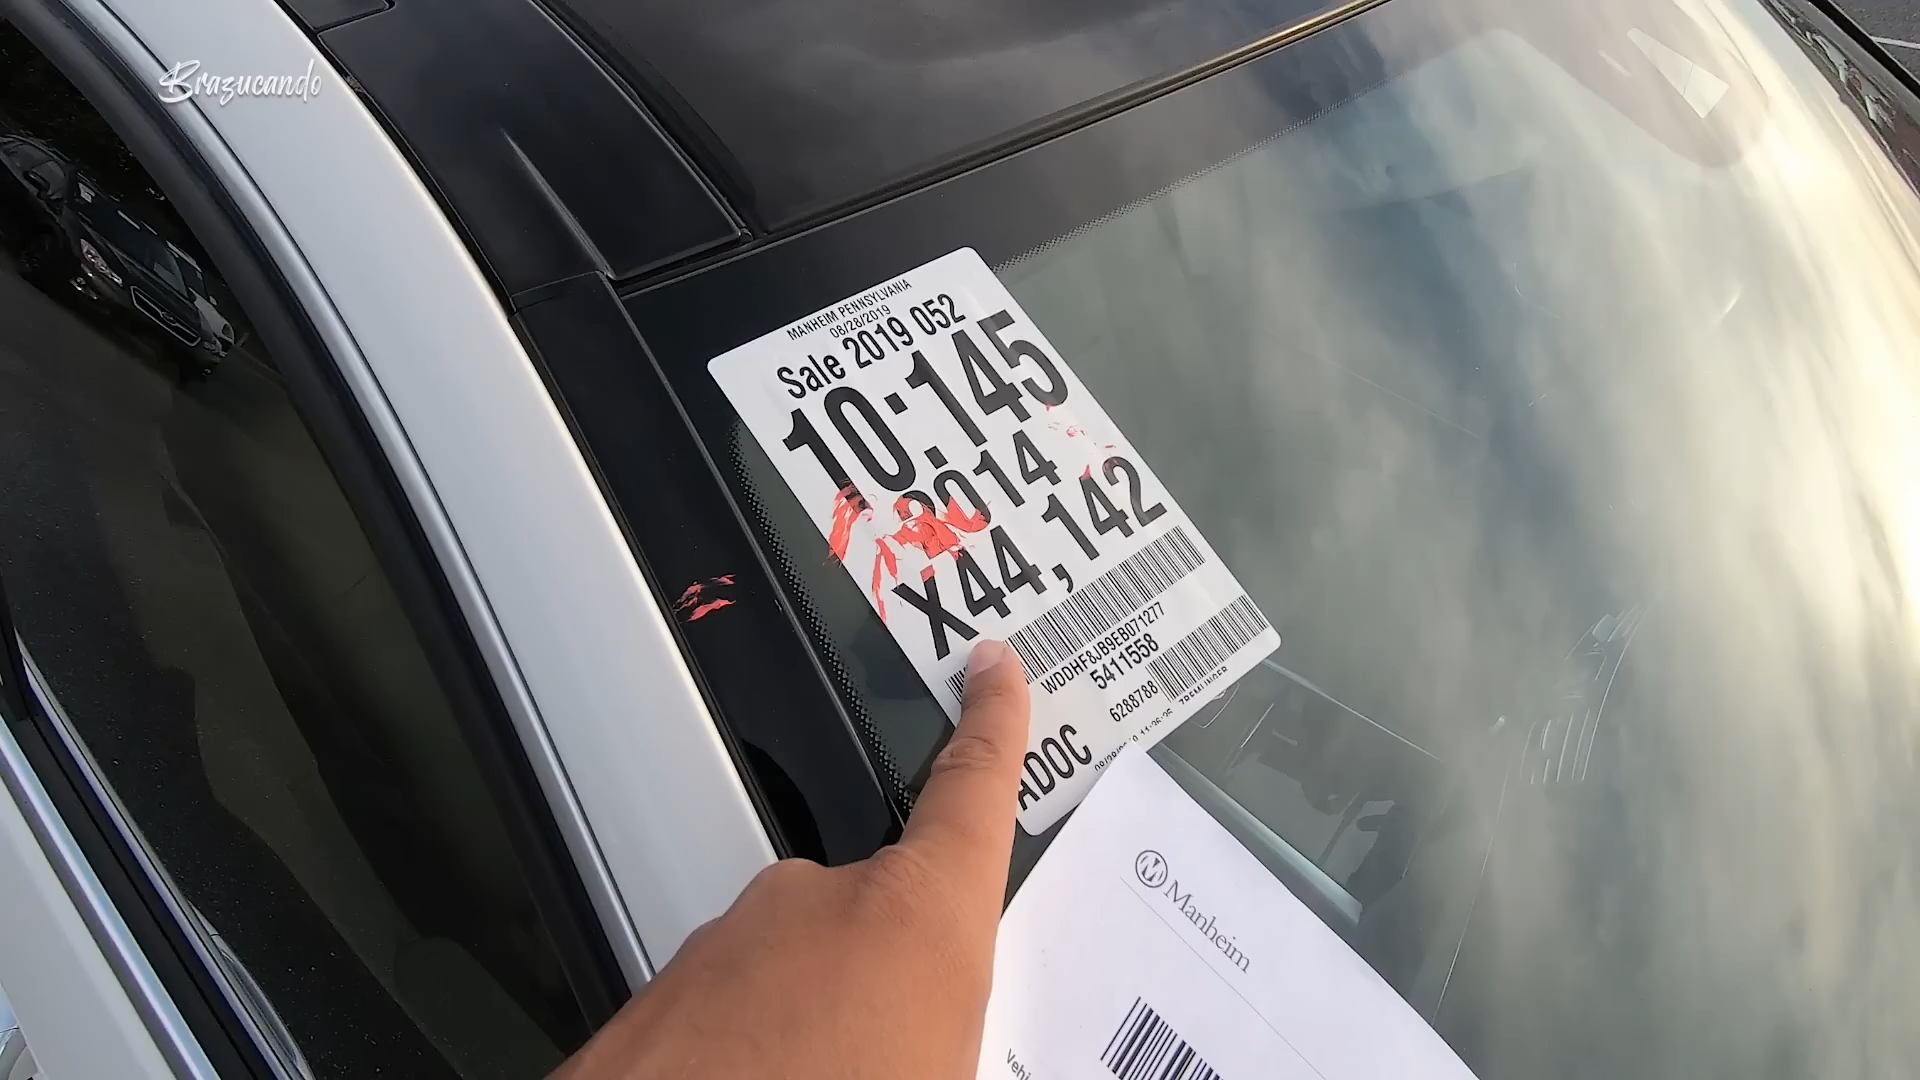 Brazucando
MANHEIM PENNSYLVANIA
08/28/2019
Sale 2019 052
10:145
2014
X44,142
WDDHF8JB9EB071277
5411558
6288788
ADOC
Manheim
Vehi